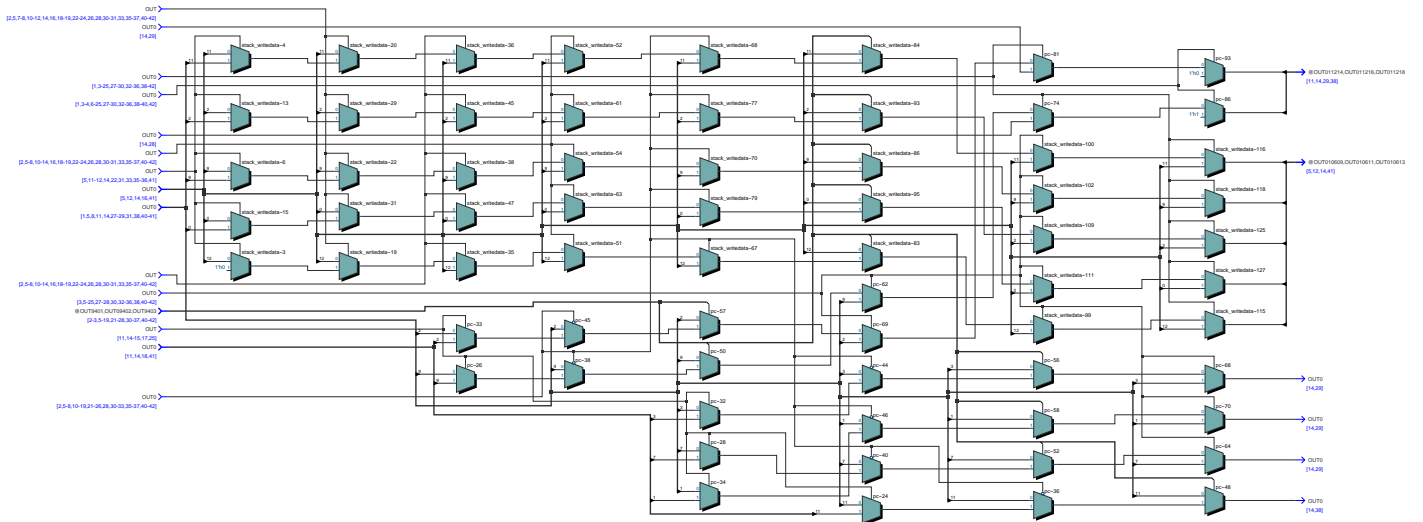 OUT
[2,5,7-8,10-12,14,16,18-19,22-24,26,28,30-31,33,35-37,40-42]
OUT0
[14,29]
OUT0
[1,3-25,27-30,32-36,38-42]
OUT0
[1,3-4,6-25,27-30,32-36,38-40,42]
OUT0
[14,28]
OUT
[2,5-8,10-14,16,18-19,22,24,26,28,30-31,33,35-37,40-42]
OUT
[5,11-12,14,22,31,33,35-36,41]
OUT0
[5,12,14,16,41]
OUT0
[1,5,8,11,14,27-29,31,38,40-41]
OUT
[2,5-8,10-14,16,18-19,22,24,26,28,30-31,33,35-37,40-42]
OUT0
[3,5-25,27-28,30,32-36,38,40-42]
@OUT9401,OUT09402,OUT9403
[2-3,5-19,21-28,30-37,40-42]
OUT
[11,14-15,17,25]
OUT0
[11,14,18,41]
OUT0
[2,5-8,10-19,21-26,28,30-33,35-37,40-42]
stack_writedata~4
stack_writedata~13
stack_writedata~6
stack_writedata~15
stack_writedata~3
1'h0
stack_writedata~20
stack_writedata~29
stack_writedata~22
stack_writedata~31
stack_writedata~19
stack_writedata~36
stack_writedata~45
stack_writedata~38
stack_writedata~47
stack_writedata~35
pc~33
pc~26
stack_writedata~52
stack_writedata~61
stack_writedata~54
stack_writedata~63
stack_writedata~51
pc~45
pc~38
stack_writedata~68
stack_writedata~77
stack_writedata~70
stack_writedata~79
stack_writedata~67
pc~57
pc~50
pc~32
pc~28
pc~34
stack_writedata~84
stack_writedata~93
stack_writedata~86
stack_writedata~95
stack_writedata~83
pc~62
pc~69
pc~44
pc~46
pc~40
pc~24
pc~81
pc~74
stack_writedata~100
stack_writedata~102
stack_writedata~109
stack_writedata~111
stack_writedata~99
pc~56
pc~58
pc~52
pc~36
pc~93
1'h0
pc~86
1'h1
stack_writedata~116
stack_writedata~118
stack_writedata~125
stack_writedata~127
stack_writedata~115
pc~68
pc~70
pc~64
pc~48
@OUT011214,OUT011216,OUT011218
[11,14,29,38]
@OUT010609,OUT010611,OUT010613
[5,12,14,41]
OUT0
[14,29]
OUT0
[14,29]
OUT0
[14,29]
OUT0
[14,38]